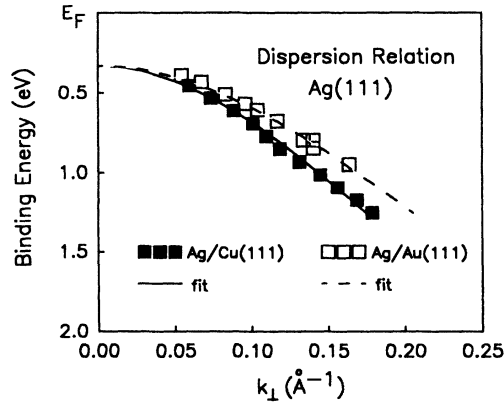 E_F
Dispersion Relation
Ag(111)
0.5
1.0
1.5
2.0
Binding Energy (eV)
Ag/Cu(111)
Ag/Au(111)
fit
fit
0.00
0.05
0.10
0.15
0.20
0.25
k⊥ (Å⁻¹)